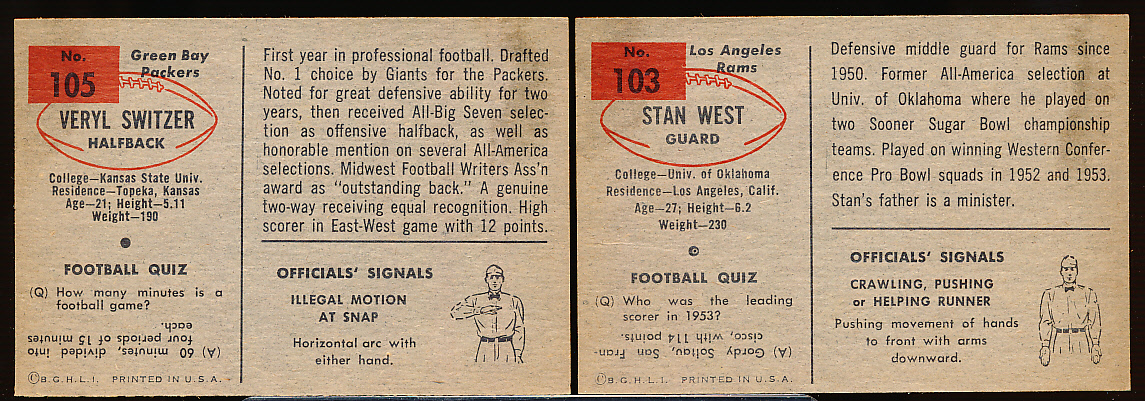 No.
105
Green Bay
Packers
VERYL SWITZER
HALFBACK
College—Kansas State Univ.
Residence—Topeka, Kansas
Age—21; Height—5.11
Weight—190
FOOTBALL QUIZ
(Q) How many minutes is a
football game?
(A) 60 minutes, divided into
four periods of 15 minutes
each.
©B.G.H.L.I. PRINTED IN U.S.A.
First year in professional football. Drafted
No. 1 choice by Giants for the Packers.
Noted for great defensive ability for two
years, then received All-Big Seven selec-
tion as offensive halfback, as well as
honorable mention on several All-America
selections. Midwest Football Writers Ass'n
award as "outstanding back." A genuine
two-way receiving equal recognition. High
scorer in East-West game with 12 points.
OFFICIALS' SIGNALS
ILLEGAL MOTION
AT SNAP
Horizontal arc with
either hand.
No.
103
Los Angeles
Rams
STAN WEST
GUARD
College—Univ. of Oklahoma
Residence—Los Angeles, Calif.
Age—27; Height—6.2
Weight—230
FOOTBALL QUIZ
(Q) Who was the leading
scorer in 1953?
(A) Gordy Soltau, San Fran-
cisco, with 114 points.
©B.G.H.L.I. PRINTED IN U.S.A.
Defensive middle guard for Rams since
1950. Former All-America selection at
Univ. of Oklahoma where he played on
two Sooner Sugar Bowl championship
teams. Played on winning Western Confer-
ence Pro Bowl squads in 1952 and 1953.
Stan's father is a minister.
OFFICIALS' SIGNALS
CRAWLING, PUSHING
or HELPING RUNNER
Pushing movement of hands
to front with arms
downward.